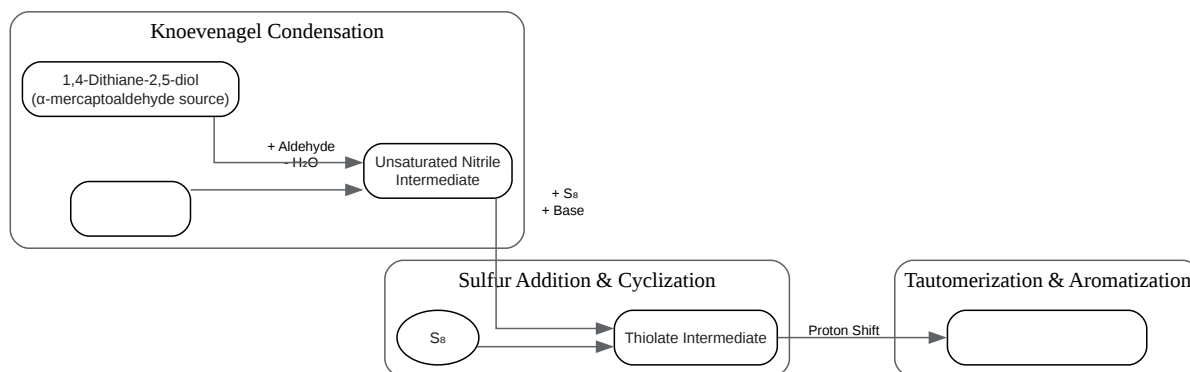 Knoevenagel Condensation
1,4-Dithiane-2,5-diol
(α-mercaptoaldehyde source)
+ Aldehyde
- H₂O
Unsaturated Nitrile
Intermediate
+ S₈
+ Base
Sulfur Addition & Cyclization
S₈
Thiolate Intermediate
Proton Shift
Tautomerization & Aromatization